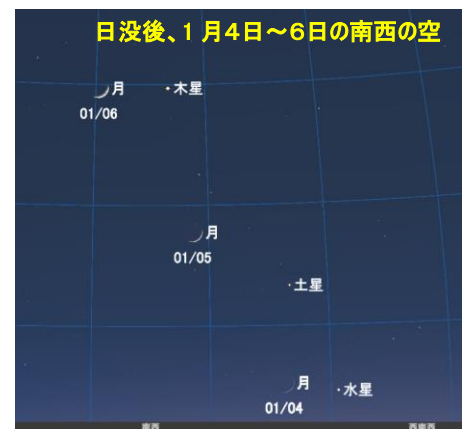 日没後、１月４日～６日の南西の空
月
・木星
01/06
月
01/05
・土星
月
・水星
01/04
南西
西南西